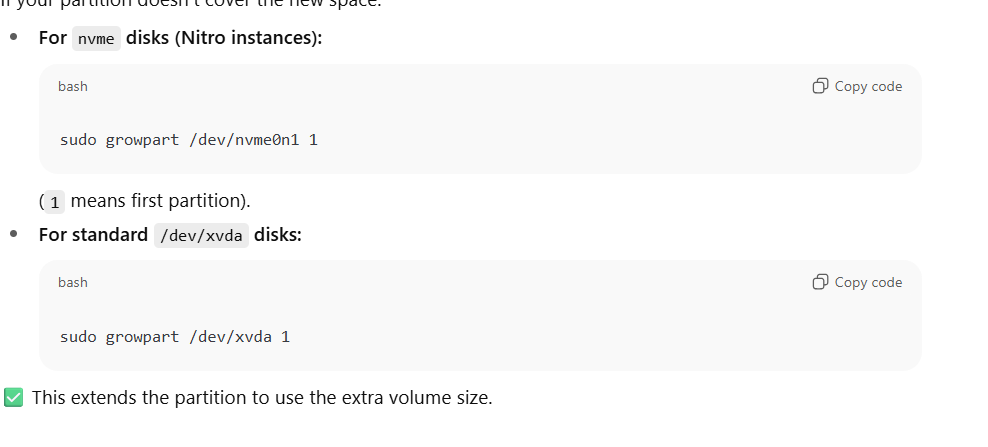 If your partition doesn't cover the new space.
• For nvme disks (Nitro instances):
bash
Copy code
sudo growpart /dev/nvme0n1 1
(1 means first partition).
• For standard /dev/xvda disks:
bash
Copy code
sudo growpart /dev/xvda 1
✅ This extends the partition to use the extra volume size.